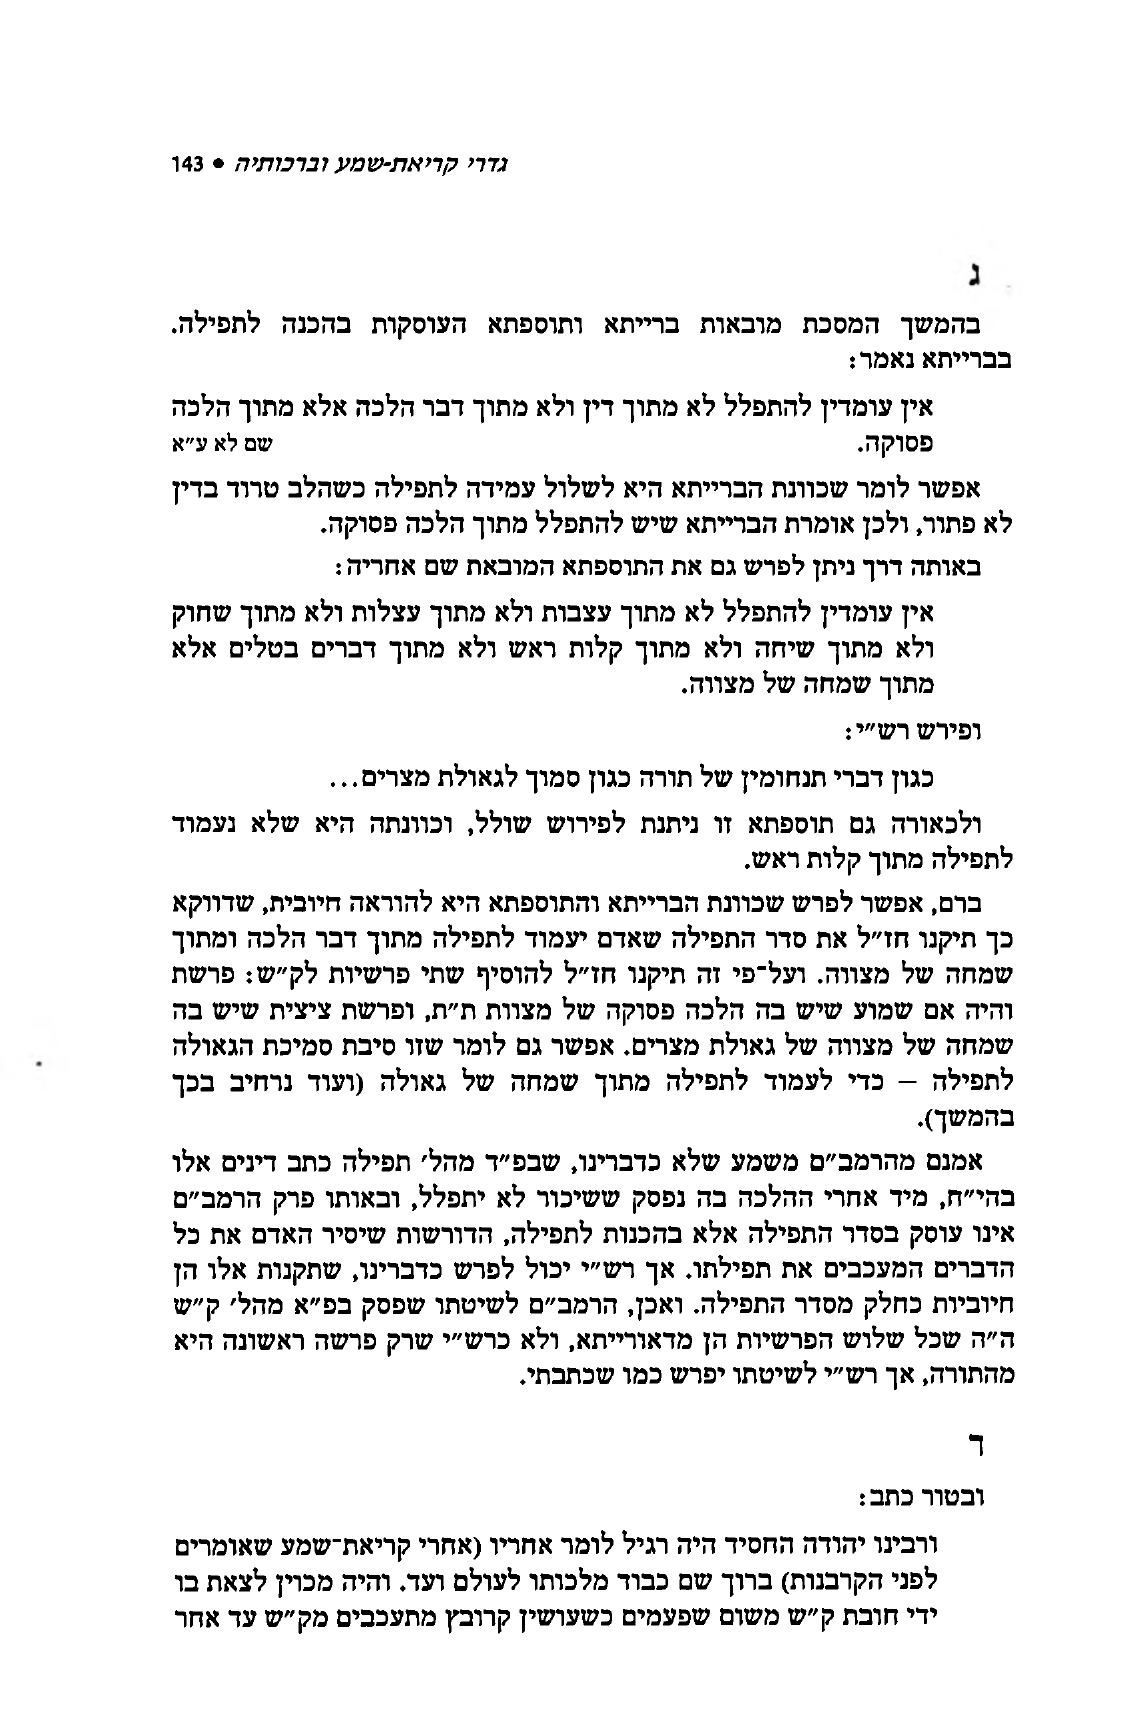 גדרי קריאת-שמע וברכותיה • 143
ג
בהמשך המסכת מובאות ברייתא ותוספתא העוסקות בהכנה לתפילה.
בברייתא נאמר:
אין עומדין להתפלל לא מתוך דין ולא מתוך דבר הלכה אלא מתוך הלכה
פסוקה. שם לא ע״א
אפשר לומר שכוונת הברייתא היא לשלול עמידה לתפילה כשהלב טרוד בדין
לא פתור, ולכן אומרת הברייתא שיש להתפלל מתוך הלכה פסוקה.
באותה דרך ניתן לפרש גם את התוספתא המובאת שם אחריה:
אין עומדין להתפלל לא מתוך עצבות ולא מתוך עצלות ולא מתוך שחוק
ולא מתוך שיחה ולא מתוך קלות ראש ולא מתוך דברים בטלים אלא
מתוך שמחה של מצווה.
ופירש רש״י:
כגון דברי תנחומין של תורה כגון סמוך לגאולת מצרים...
ולכאורה גם תוספתא זו ניתנת לפירוש שולל, וכוונתה היא שלא נעמוד
לתפילה מתוך קלות ראש.
ברם, אפשר לפרש שכוונת הברייתא והתוספתא היא להוראה חיובית, שדווקא
כך תיקנו חז״ל את סדר התפילה שאדם יעמוד לתפילה מתוך דבר הלכה ומתוך
שמחה של מצווה. ועל־פי זה תיקנו חז״ל להוסיף שתי פרשיות לק״ש: פרשת
והיה אם שמוע שיש בה הלכה פסוקה של מצוות ת״ת, ופרשת ציצית שיש בה
שמחה של מצווה של גאולת מצרים. אפשר גם לומר שזו סיבת סמיכת הגאולה
לתפילה – כדי לעמוד לתפילה מתוך שמחה של גאולה (ועוד נרחיב בכך
בהמשך).
אמנם מהרמב״ם משמע שלא כדברינו, שבפ״ד מהל׳ תפילה כתב דינים אלו
בהי״ח, מיד אחרי ההלכה בה נפסק ששיכור לא יתפלל, ובאותו פרק הרמב״ם
אינו עוסק בסדר התפילה אלא בהכנות לתפילה, הדורשות שיסיר האדם את כל
הדברים המעכבים את תפילתו. אך רש״י יכול לפרש כדברינו, שתקנות אלו הן
חיוביות כחלק מסדר התפילה. ואכן, הרמב״ם לשיטתו שפסק בפ״א מהל׳ ק״ש
ה״ה שכל שלוש הפרשיות הן מדאורייתא, ולא כרש״י שרק פרשה ראשונה היא
מהתורה, אך רש״י לשיטתו יפרש כמו שכתבתי.
ד
ובטור כתב:
ורבינו יהודה החסיד היה רגיל לומר אחריו (אחרי קריאת־שמע שאומרים
לפני הקרבנות) ברוך שם כבוד מלכותו לעולם ועד. והיה מכוין לצאת בו
ידי חובת ק״ש משום שפעמים כשעושין קרובץ מתעכבים מק״ש עד אחר